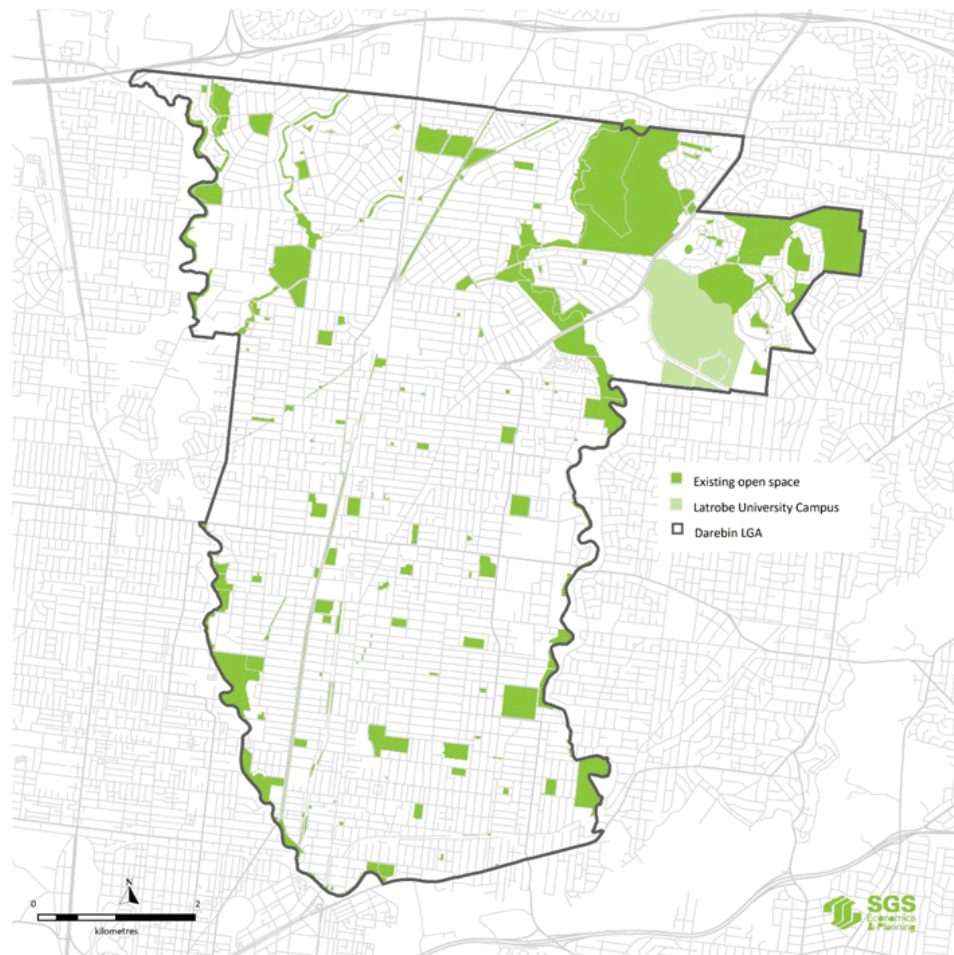 Existing open space
Latrobe University Campus
Darebin LGA
N
0 2
kilometres
SGS
Economics
& Planning